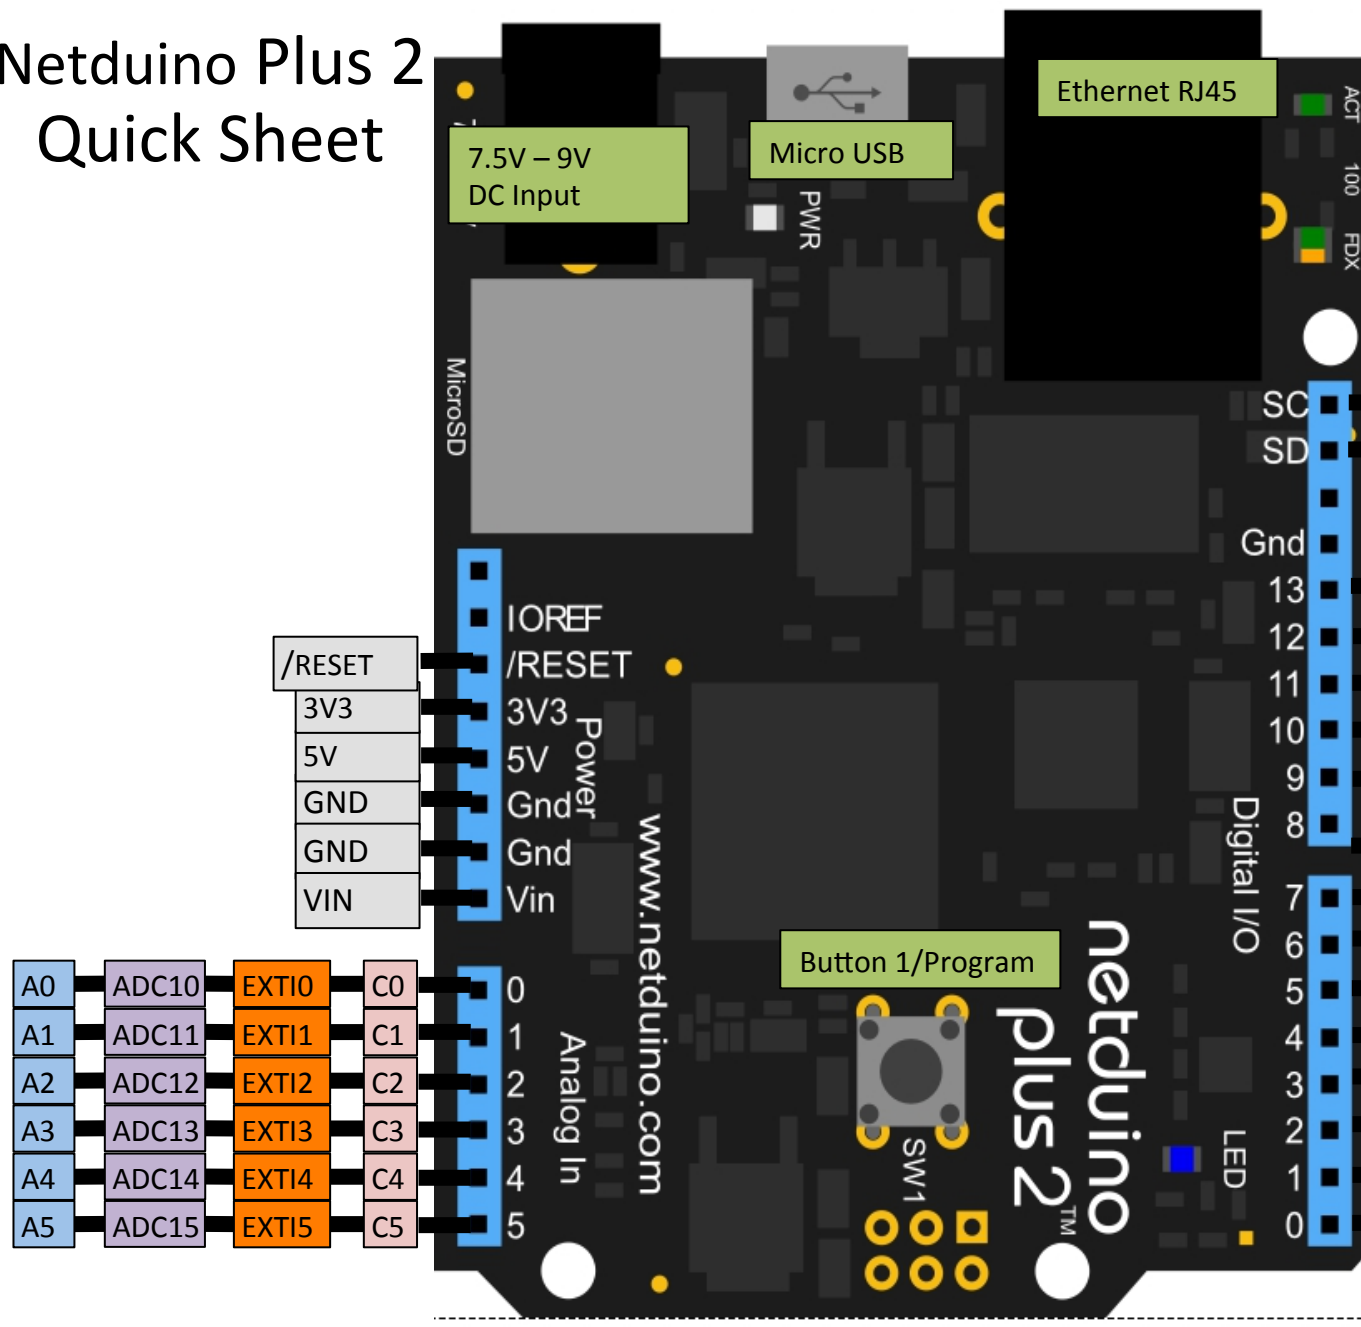 Netduino Plus 2
Quick Sheet
7.5V – 9V
DC Input
Micro USB
Ethernet RJ45
ACT
100
FDX
PWR
MicroSD
SC
SD
Gnd
13
12
11
10
9
8
IOREF
/RESET /RESET
3V3 3V3
5V 5V
GND Gnd
GND Gnd
VIN Vin
Power
www.netduino.com
Digital I/O
7
6
5
4
3
2
1
0
Button 1/Program
A0 ADC10 EXTI0 C0 0
A1 ADC11 EXTI1 C1 1
A2 ADC12 EXTI2 C2 2
A3 ADC13 EXTI3 C3 3
A4 ADC14 EXTI4 C4 4
A5 ADC15 EXTI5 C5 5
Analog In
SW1
netduino
plus 2™
LED